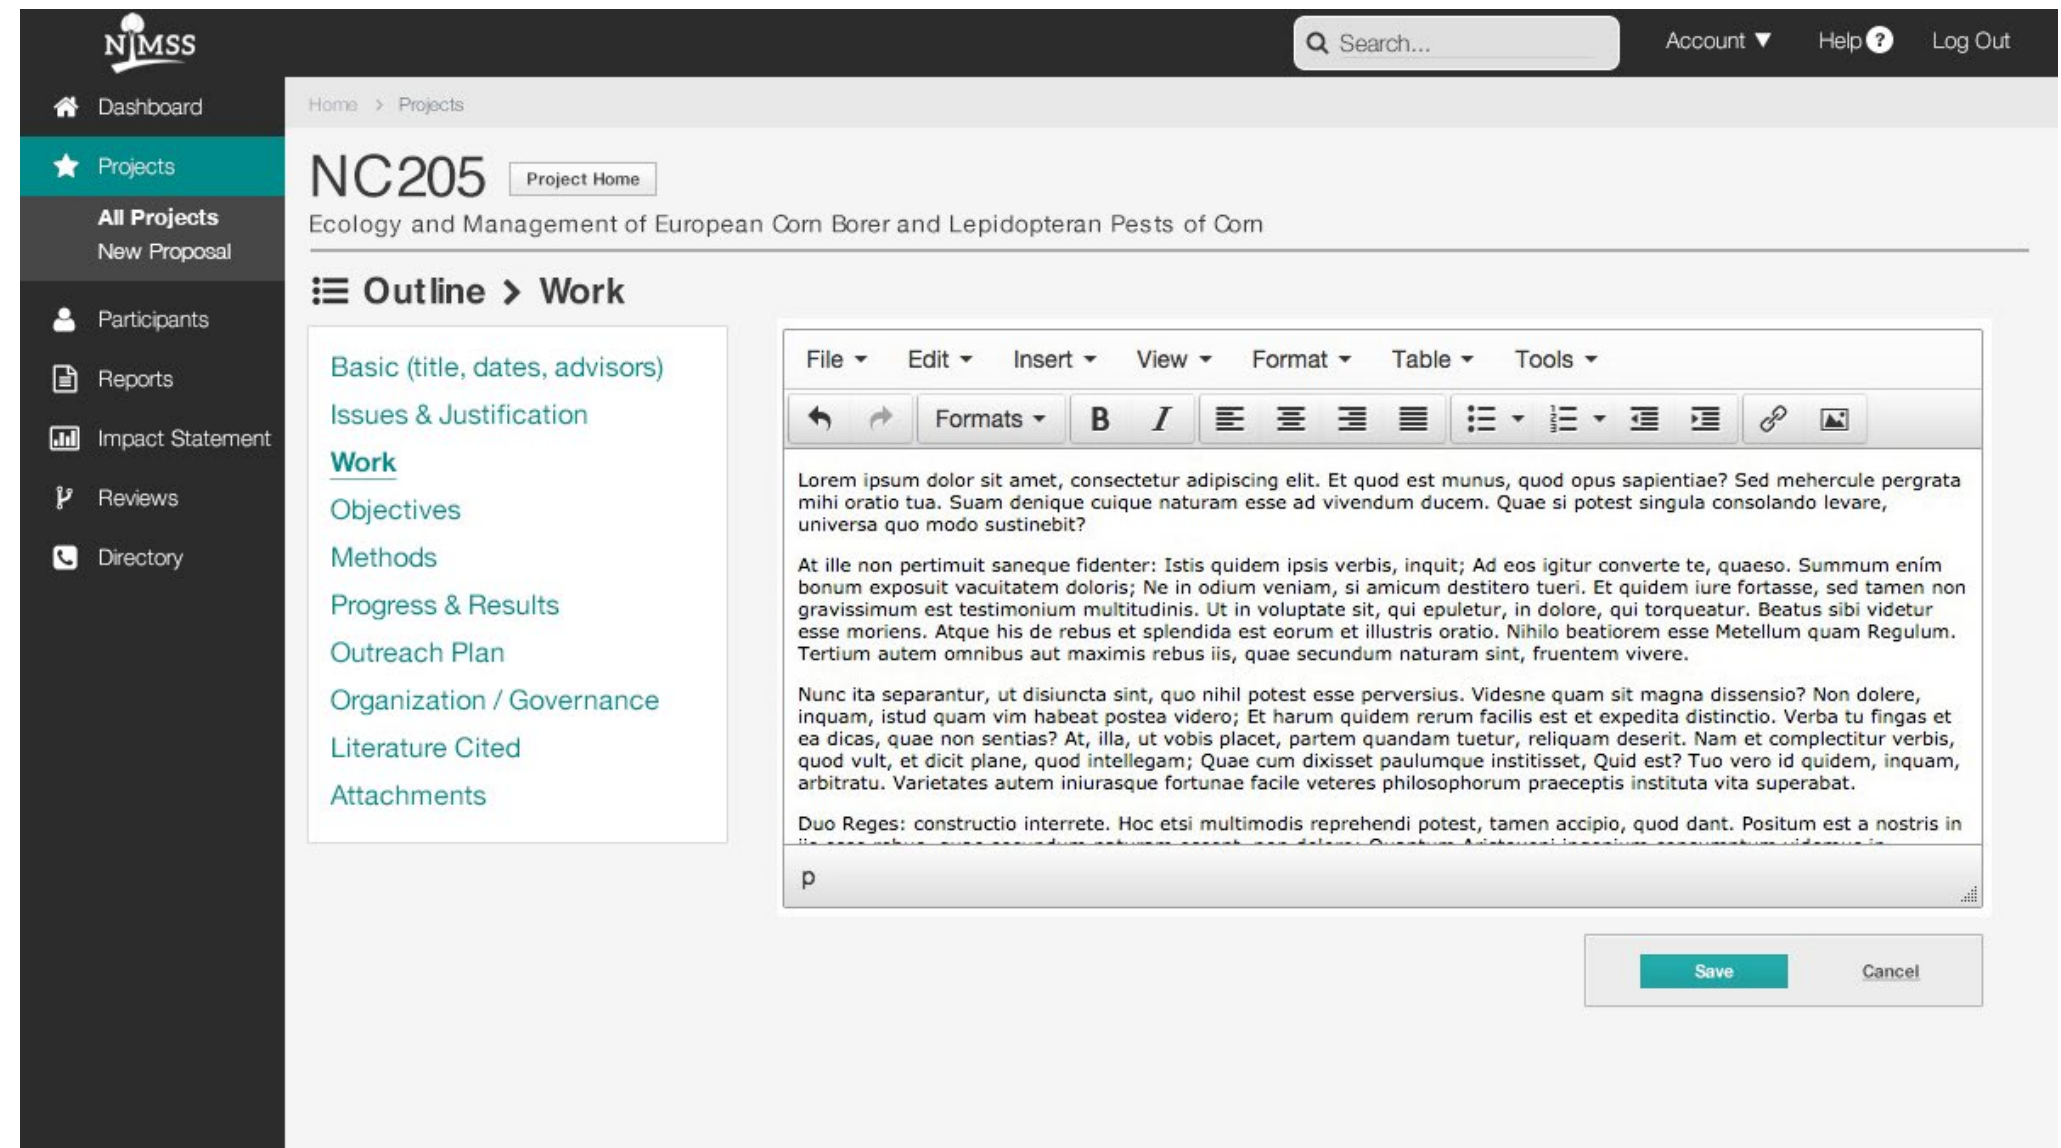 NIMSS
Search...
Account
Help ?
Log Out
Dashboard
Projects
All Projects
New Proposal
Participants
Reports
Impact Statement
Reviews
Directory
Home > Projects
NC205 Project Home
Ecology and Management of European Corn Borer and Lepidopteran Pests of Corn
Outline > Work
Basic (title, dates, advisors)
Issues & Justification
Work
Objectives
Methods
Progress & Results
Outreach Plan
Organization / Governance
Literature Cited
Attachments
File Edit Insert View Format Table Tools
Formats B I
Lorem ipsum dolor sit amet, consectetur adipiscing elit. Et quod est munus, quod opus sapientiae? Sed mehercule pergrata
mihi oratio tua. Suam denique cuique naturam esse ad vivendum ducem. Quae si potest singula consolando levare,
universa quo modo sustinebit?
At ille non pertimuit saneque fidenter: Istis quidem ipsis verbis, inquit; Ad eos igitur converte te, quaeso. Summum ením
bonum exposuit vacuitatem doloris; Ne in odium veniam, si amicum destitero tueri. Et quidem iure fortasse, sed tamen non
gravissimum est testimonium multitudinis. Ut in voluptate sit, qui epuletur, in dolore, qui torqueatur. Beatus sibi videtur
esse moriens. Atque his de rebus et splendida est eorum et illustris oratio. Nihilo beatiorem esse Metellum quam Regulum.
Tertium autem omnibus aut maximis rebus iis, quae secundum naturam sint, fruentem vivere.
Nunc ita separantur, ut disiuncta sint, quo nihil potest esse perversius. Videsne quam sit magna dissensio? Non dolere,
inquam, istud quam vim habeat postea videro; Et harum quidem rerum facilis est et expedita distinctio. Verba tu fingas et
ea dicas, quae non sentias? At, illa, ut vobis placet, partem quandam tuetur, reliquam deserit. Nam et complectitur verbis,
quod vult, et dicit plane, quod intellegam; Quae cum dixisset paulumque institisset, Quid est? Tuo vero id quidem, inquam,
arbitratu. Varietates autem iniurasque fortunae facile veteres philosophorum praeceptis instituta vita superabat.
Duo Reges: constructio interrete. Hoc etsi multimodis reprehendi potest, tamen accipio, quod dant. Positum est a nostris in
p
Save
Cancel